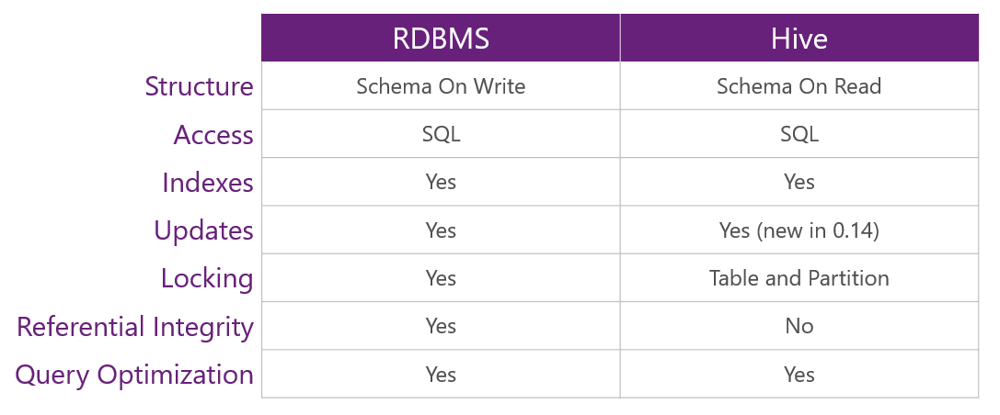 RDBMS Hive
Structure Schema On Write Schema On Read
Access SQL SQL
Indexes Yes Yes
Updates Yes Yes (new in 0.14)
Locking Yes Table and Partition
Referential Integrity Yes No
Query Optimization Yes Yes